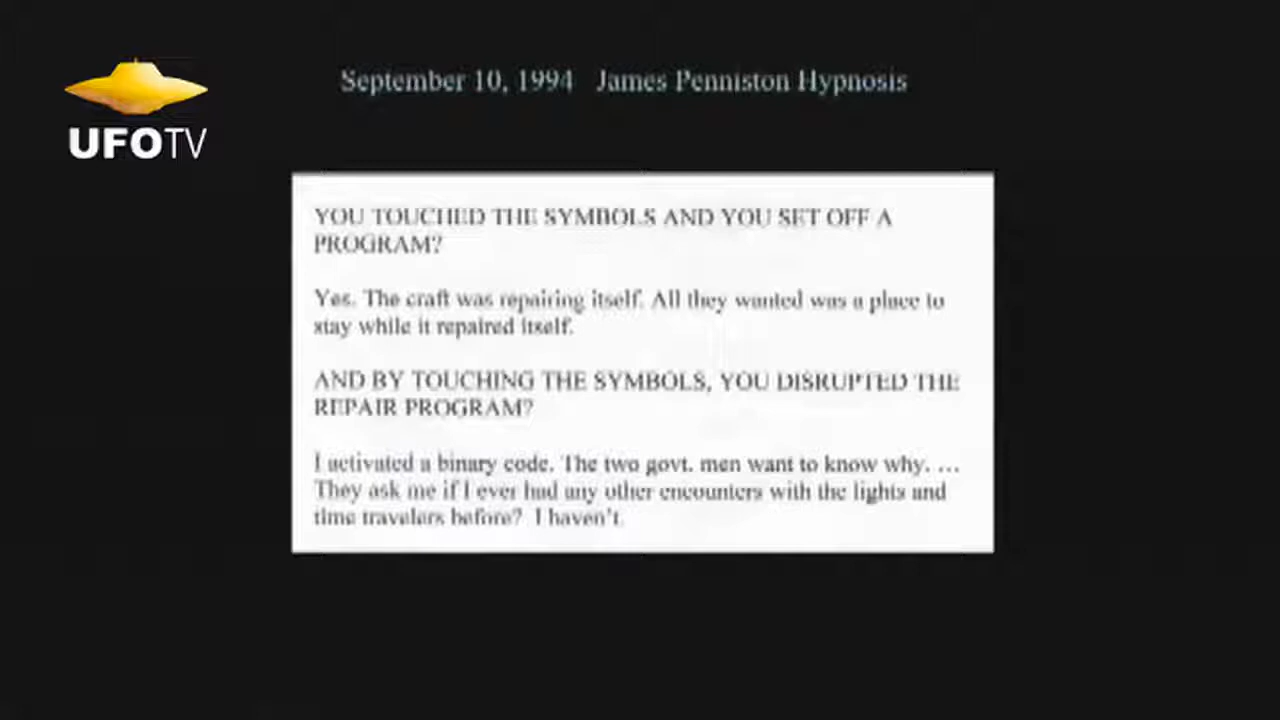 September 10, 1994 James Penniston Hypnosis
UFOTV
YOU TOUCHED THE SYMBOLS AND YOU SET OFF A
PROGRAM?
Yes. The craft was repairing itself. All they wanted was a place to
stay while it repaired itself.
AND BY TOUCHING THE SYMBOLS, YOU DISRUPTED THE
REPAIR PROGRAM?
I activated a binary code. The two govt. men want to know why. …
They ask me if I ever had any other encounters with the lights and
time travelers before? I haven't.